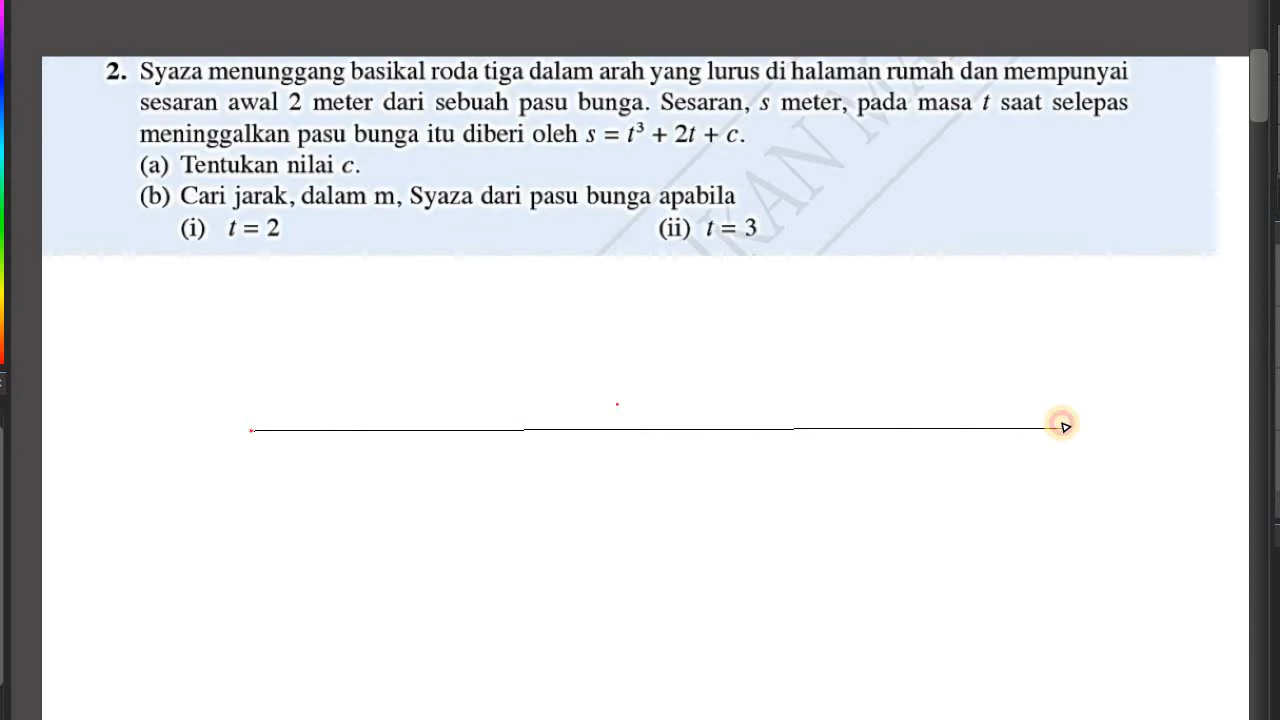 2. Syaza menunggang basikal roda tiga dalam arah yang lurus di halaman rumah dan mempunyai
sesaran awal 2 meter dari sebuah pasu bunga. Sesaran, s meter, pada masa t saat selepas
meninggalkan pasu bunga itu diberi oleh s = t³ + 2t + c.
(a) Tentukan nilai c.
(b) Cari jarak, dalam m, Syaza dari pasu bunga apabila
(i) t = 2 (ii) t = 3